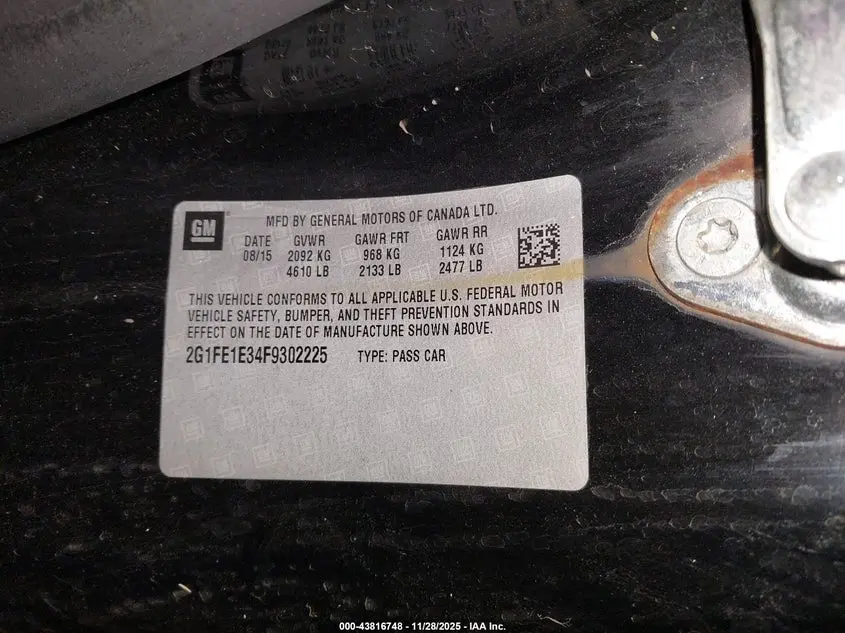 GM
MFD BY GENERAL MOTORS OF CANADA LTD.
DATE GVWR GAWR FRT GAWR RR
08/15 2092 KG 968 KG 1124 KG
4610 LB 2133 LB 2477 LB
THIS VEHICLE CONFORMS TO ALL APPLICABLE U.S. FEDERAL MOTOR
VEHICLE SAFETY, BUMPER, AND THEFT PREVENTION STANDARDS IN
EFFECT ON THE DATE OF MANUFACTURE SHOWN ABOVE.
2G1FE1E34F9302225 TYPE: PASS CAR
000-43816748 - 11/28/2025 - IAA Inc.